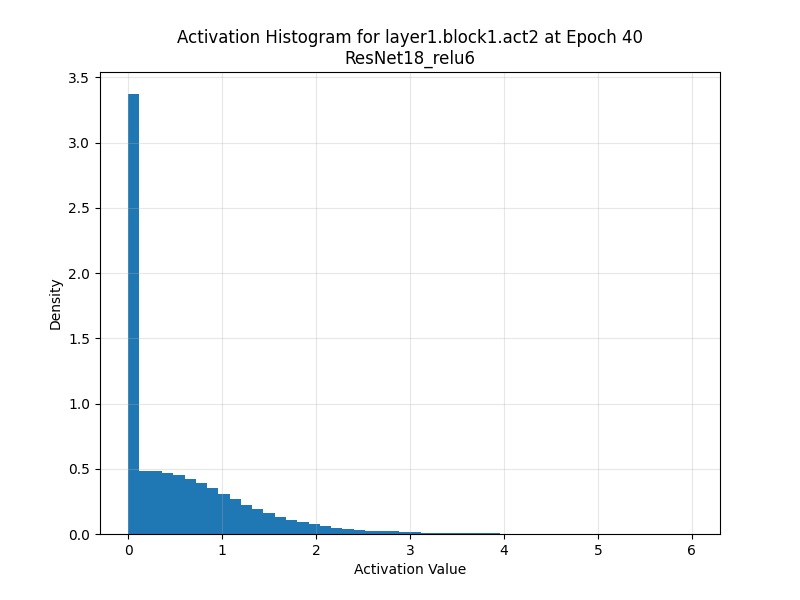 Activation Histogram for layer1.block1.act2 at Epoch 40
ResNet18_relu6
3.5
3.0
2.5
2.0
1.5
1.0
0.5
0.0
Density
0 1 2 3 4 5 6
Activation Value